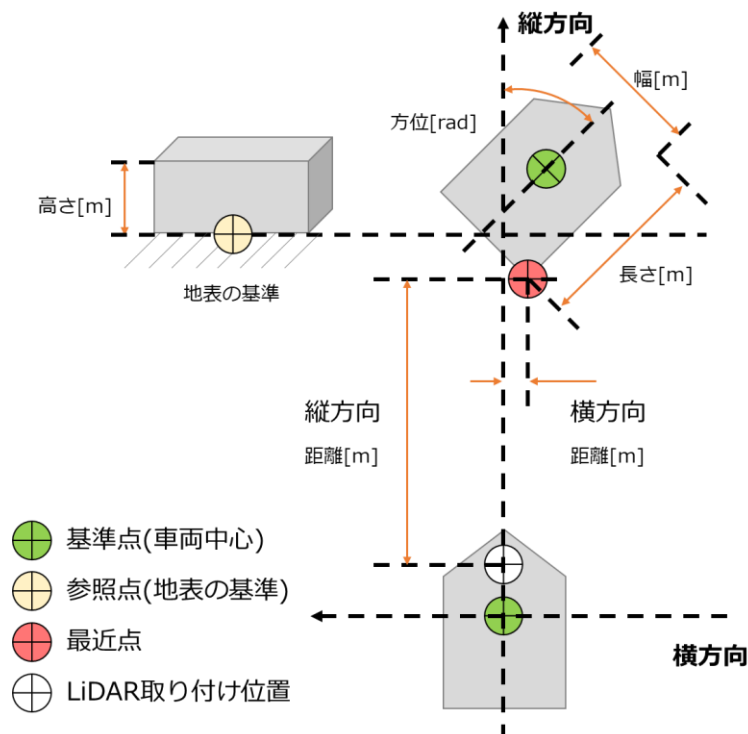 縦方向
幅[m]
方位[rad]
高さ[m]
長さ[m]
地表の基準
縦方向
距離[m]
横方向
距離[m]
基準点(車両中心)
参照点(地表の基準)
最近点
横方向
LiDAR取り付け位置